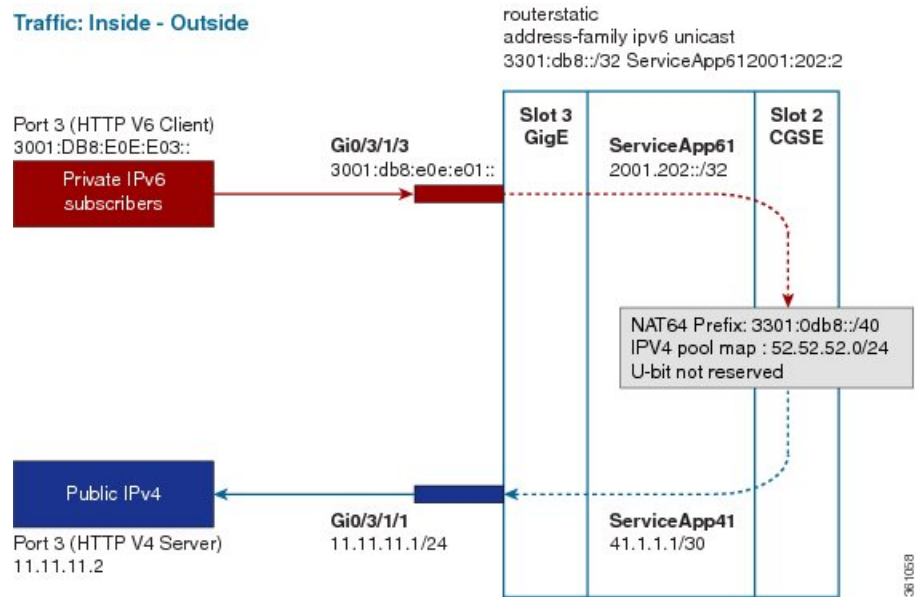 Traffic: Inside - Outside
routerstatic
address-family ipv6 unicast
3301:db8::/32 ServiceApp612001:202:2
Port 3 (HTTP V6 Client)
3001:DB8:E0E:E03::
Private IPv6
subscribers
Gi0/3/1/3
3001:db8:e0e:e01::
Slot 3
GigE
ServiceApp61
2001.202::/32
Slot 2
CGSE
NAT64 Prefix: 3301:0db8::/40
IPV4 pool map : 52.52.52.0/24
U-bit not reserved
Public IPv4
Port 3 (HTTP V4 Server)
11.11.11.2
Gi0/3/1/1
11.11.11.1/24
ServiceApp41
41.1.1.1/30
361058